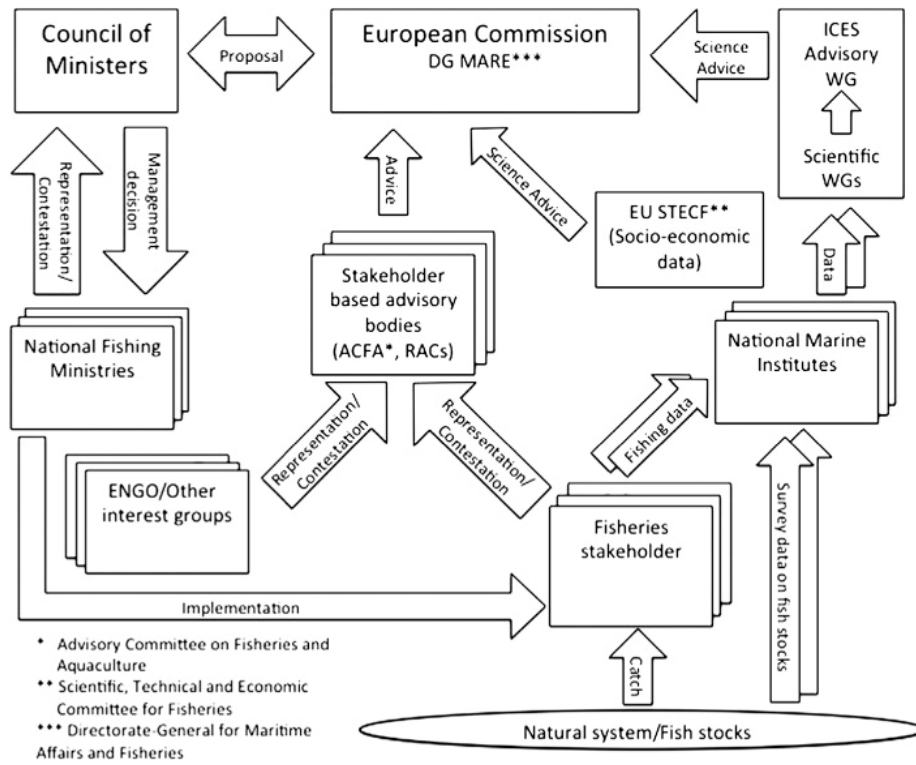 Council of
Ministers
Proposal
European Commission
DG MARE***
Science
Advice
ICES
Advisory
WG
Scientific
WGs
Representation/
Contestation
Management
decision
Advice
Science Advice
EU STECF**
(Socio-economic
data)
Data
National Fishing
Ministries
Stakeholder
based advisory
bodies
(ACFA*, RACs)
National Marine
Institutes
Representation/
Contestation
Representation/
Contestation
Fishing data
Survey data on fish stocks
ENGO/Other
interest groups
Fisheries
stakeholder
Implementation
Catch
Natural system/Fish stocks
* Advisory Committee on Fisheries and
Aquaculture
** Scientific, Technical and Economic
Committee for Fisheries
*** Directorate-General for Maritime
Affairs and Fisheries